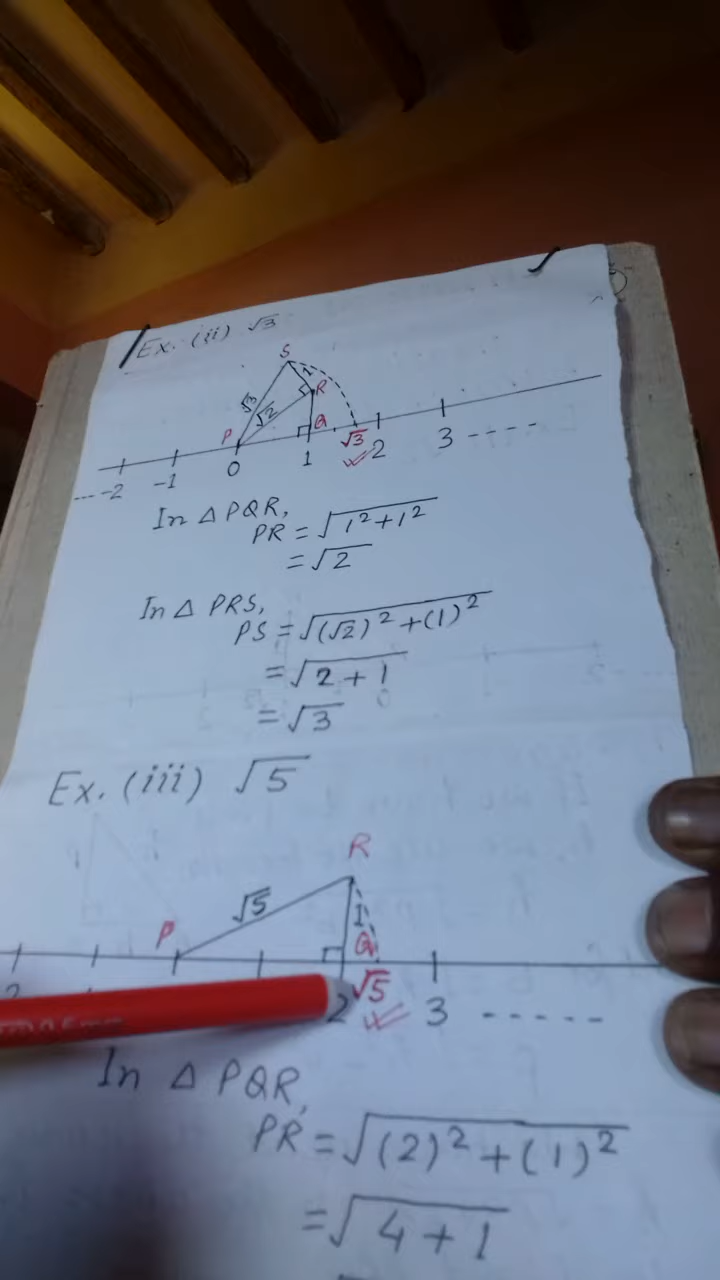 Ex. (ii) √3
S
1
R
√3
√2
P
Q
--- -2 -1 0 1 √3 2 3 ----
In △ PQR,
PR = √1²+1²
= √2
In △ PRS,
PS = √(√2)²+(1)²
= √2+1
= √3
Ex. (iii) √5
R
√5
1
P
Q
2 √5 3 -----
In △ PQR,
PR = √(2)²+(1)²
= √4+1